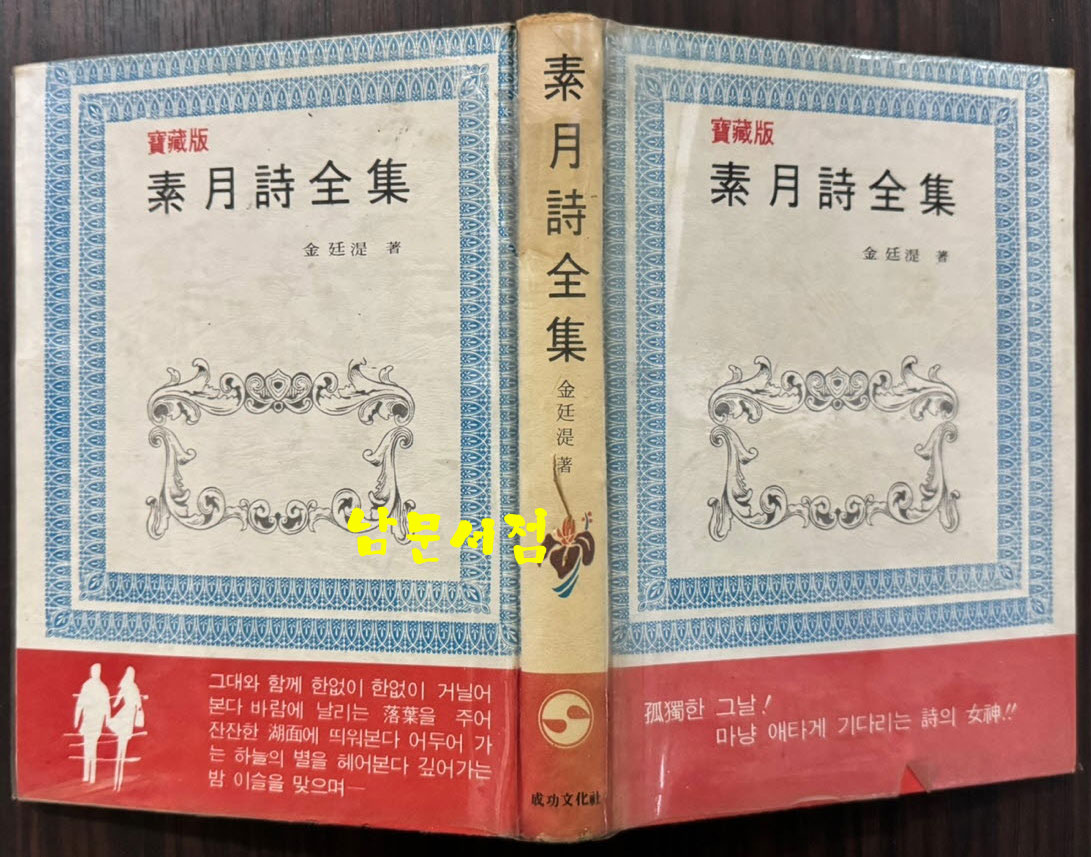 寶藏版
素月詩全集
金廷湜 著
그대와 함께 한없이 한없이 거닐어
본다 바람에 날리는 落葉을 주어
잔잔한 湖面에 띄워본다 어두어 가
는 하늘의 별을 헤어본다 깊어가는
밤 이슬을 맞으며—
素月詩全集
金廷湜 著
남문서점
成功文化社
寶藏版
素月詩全集
金廷湜 著
孤獨한 그날!
마냥 애타게 기다리는 詩의 女神!!